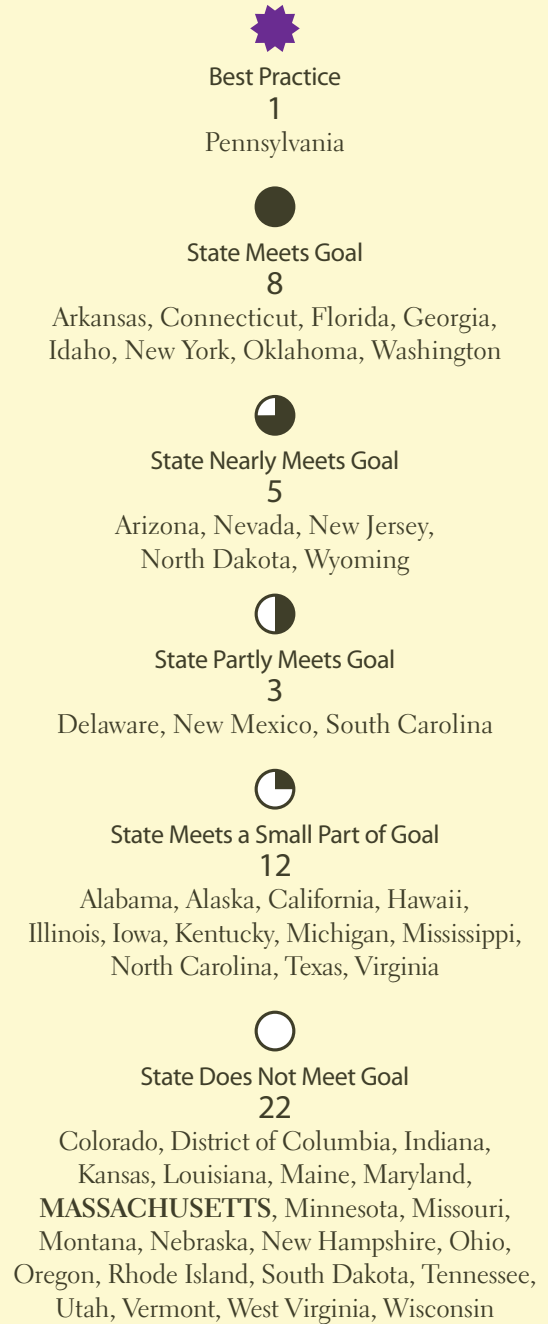 Best Practice
1
Pennsylvania
State Meets Goal
8
Arkansas, Connecticut, Florida, Georgia,
Idaho, New York, Oklahoma, Washington
State Nearly Meets Goal
5
Arizona, Nevada, New Jersey,
North Dakota, Wyoming
State Partly Meets Goal
3
Delaware, New Mexico, South Carolina
State Meets a Small Part of Goal
12
Alabama, Alaska, California, Hawaii,
Illinois, Iowa, Kentucky, Michigan, Mississippi,
North Carolina, Texas, Virginia
State Does Not Meet Goal
22
Colorado, District of Columbia, Indiana,
Kansas, Louisiana, Maine, Maryland,
MASSACHUSETTS, Minnesota, Missouri,
Montana, Nebraska, New Hampshire, Ohio,
Oregon, Rhode Island, South Dakota, Tennessee,
Utah, Vermont, West Virginia, Wisconsin